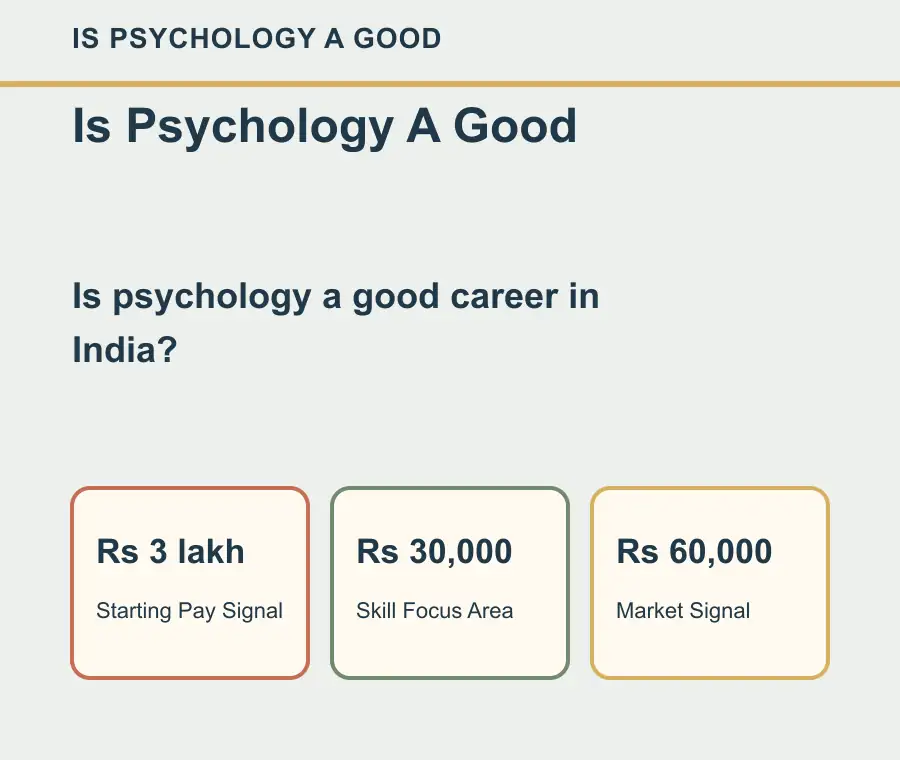 IS PSYCHOLOGY A GOOD
Is Psychology A Good
Is psychology a good career in
India?
Rs 3 lakh
Starting Pay Signal
Rs 30,000
Skill Focus Area
Rs 60,000
Market Signal